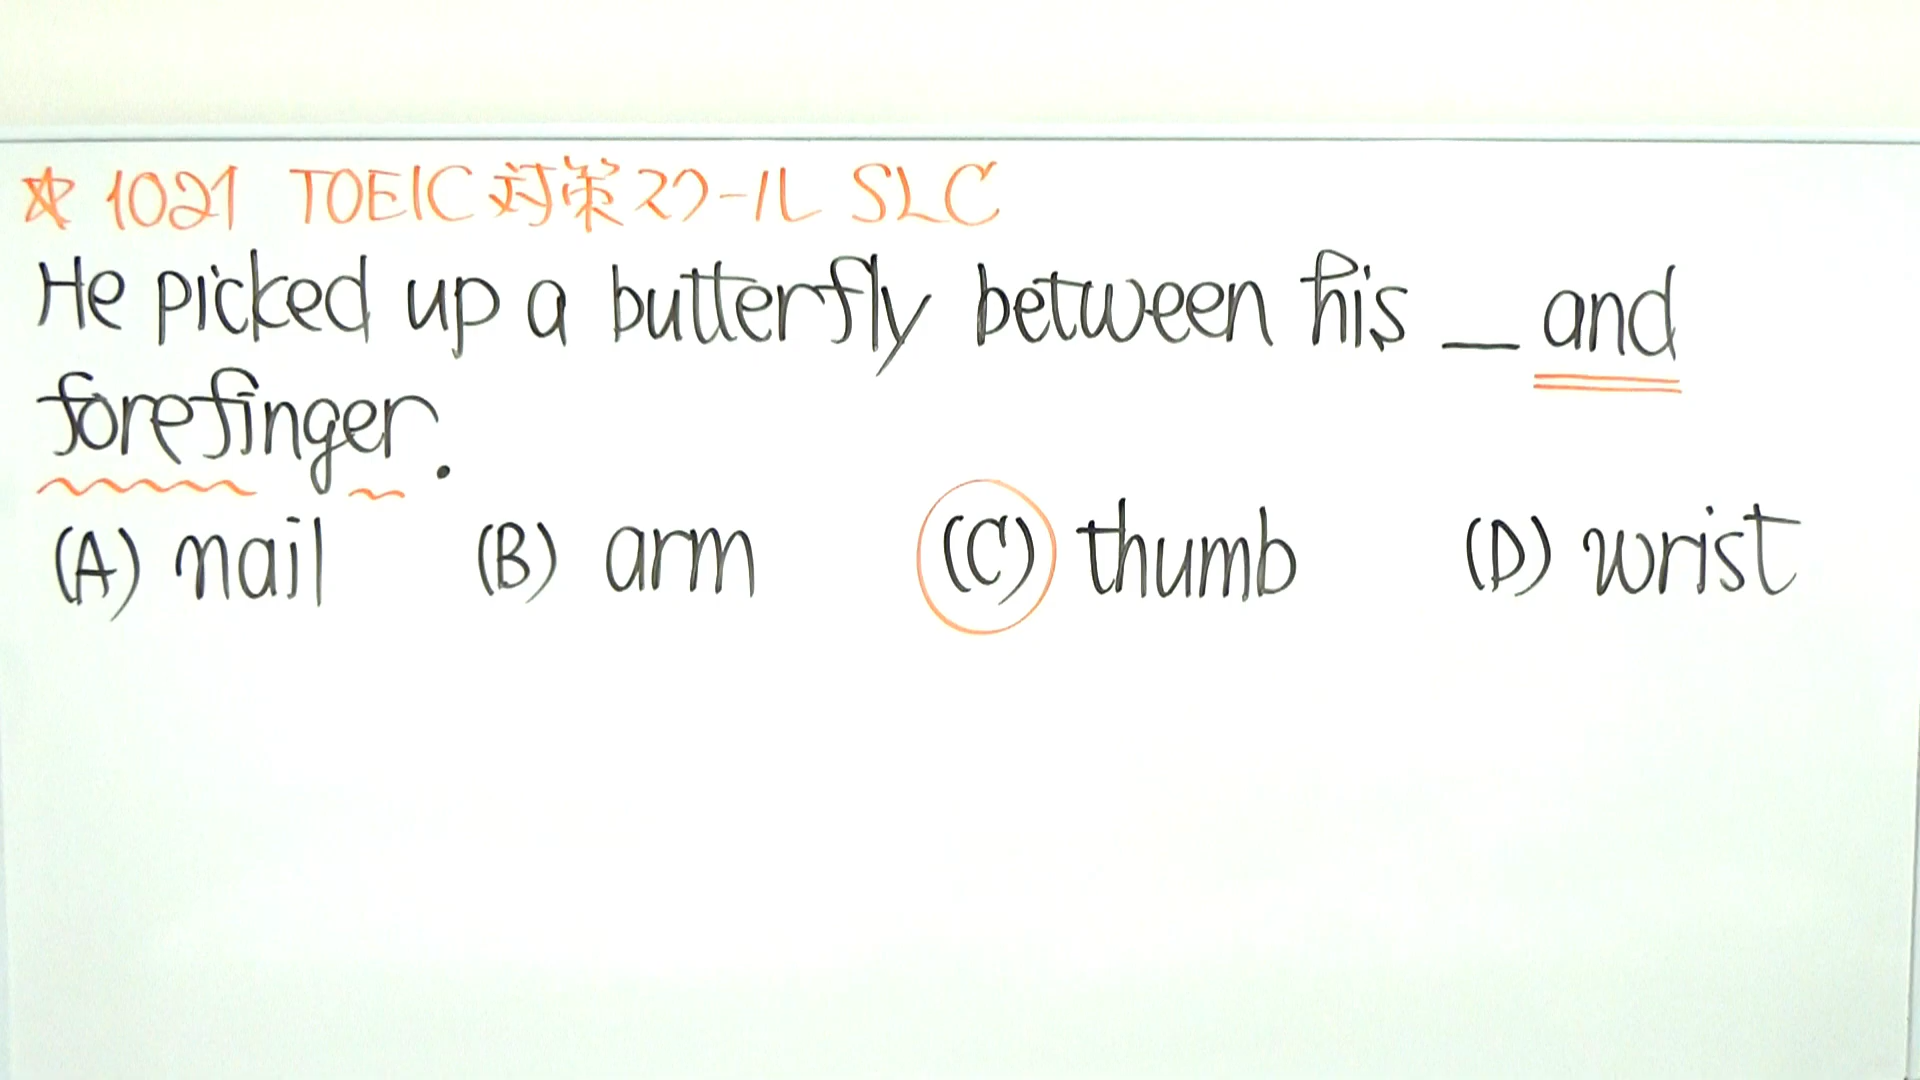 ☆ 1021 TOEIC対策スクール SLC
He picked up a butterfly between his __ and
forefinger.
(A) nail (B) arm (C) thumb (D) wrist